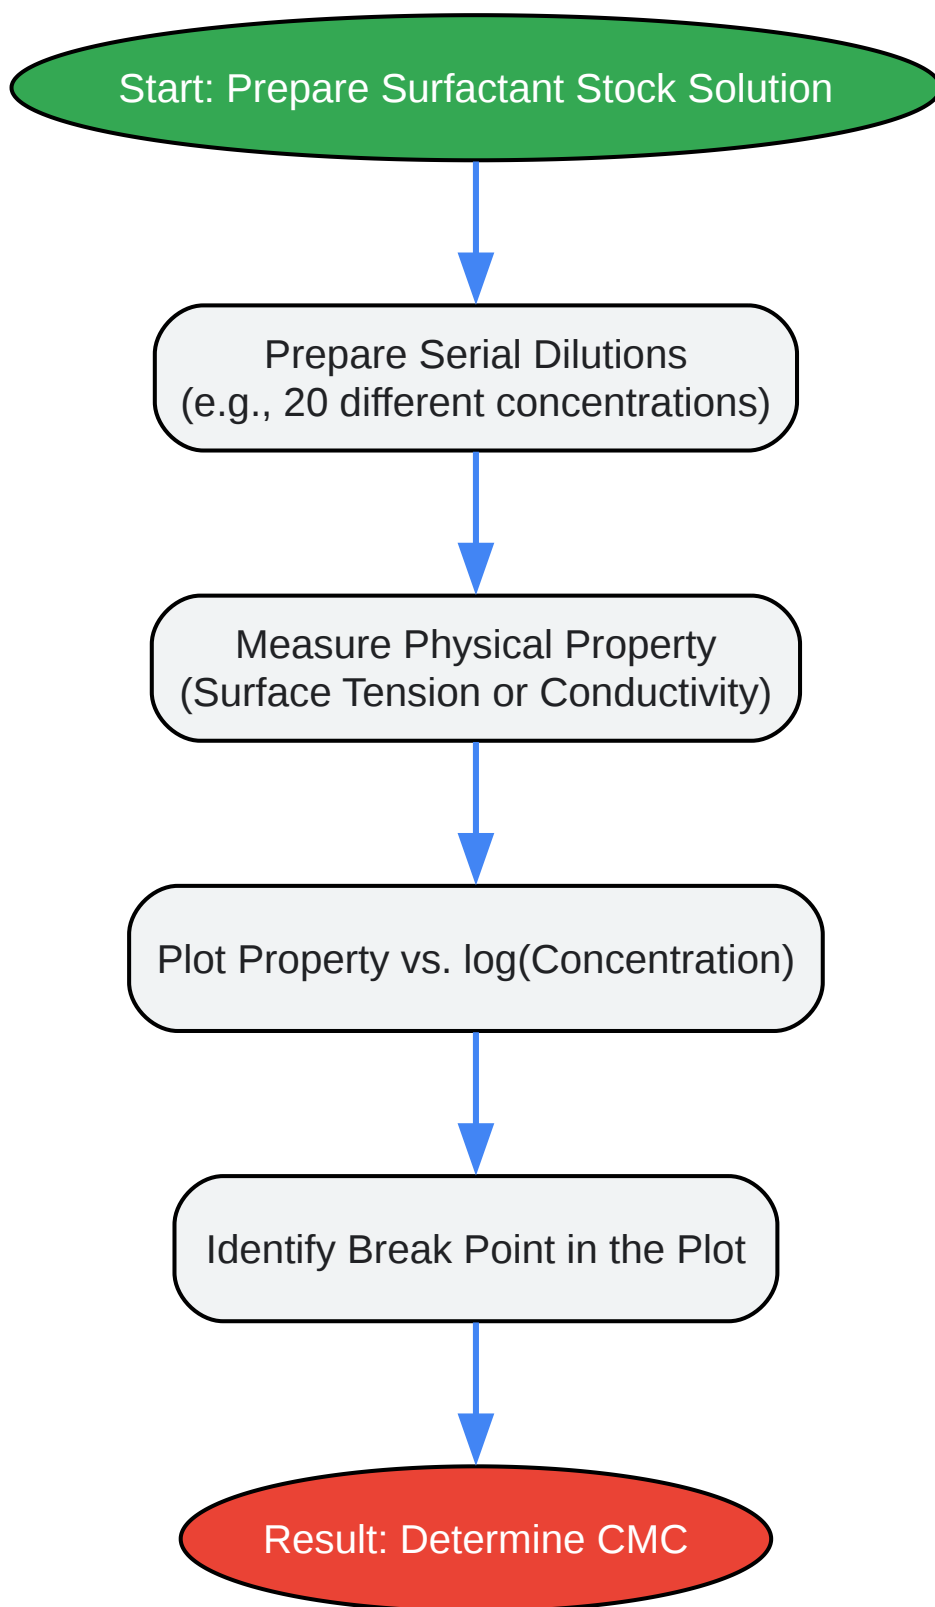 Start: Prepare Surfactant Stock Solution
Prepare Serial Dilutions
(e.g., 20 different concentrations)
Measure Physical Property
(Surface Tension or Conductivity)
Plot Property vs. log(Concentration)
Identify Break Point in the Plot
Result: Determine CMC